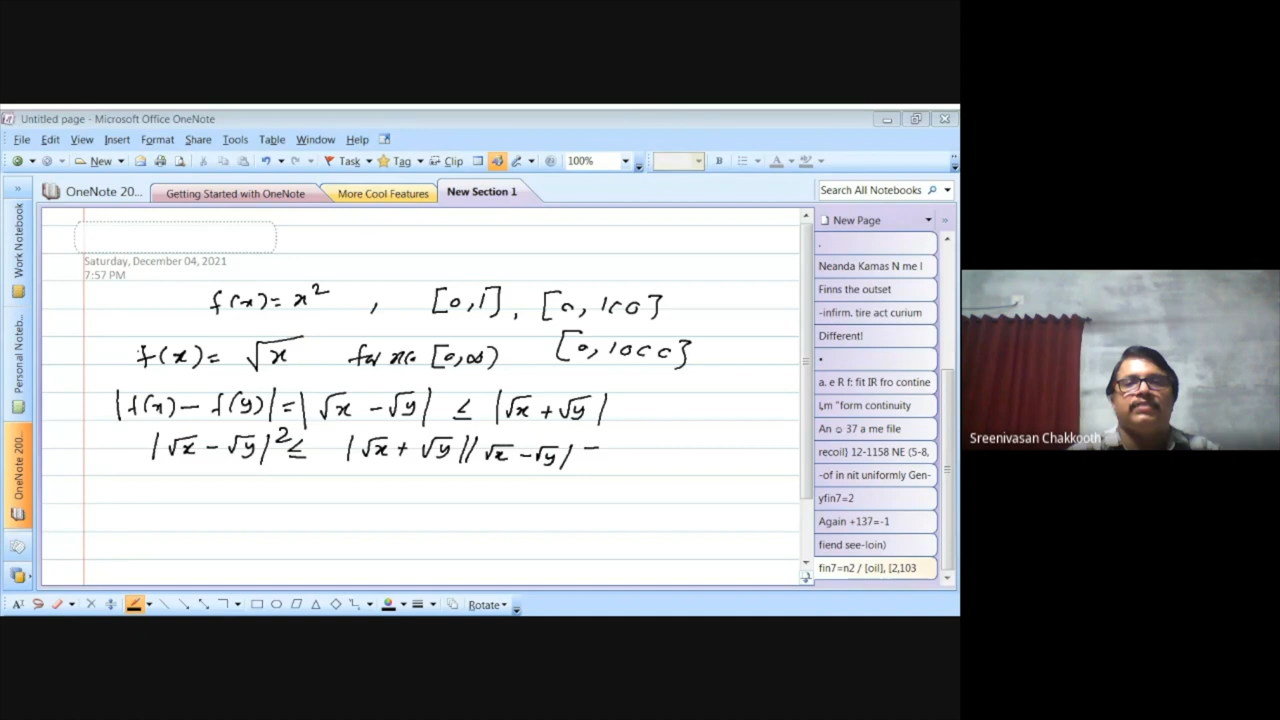 Untitled page - Microsoft Office OneNote
File Edit View Insert Format Share Tools Table Window Help
New Task Tag Clip 100% B A
OneNote 20... Getting Started with OneNote More Cool Features New Section 1 Search All Notebooks
Work Notebook
Personal Noteb...
OneNote 200
Saturday, December 04, 2021
7:57 PM
f(x) = x² , [0,1], [0, 100]
f(x) = √x for x∈ [0,∞) [0, 1000]
|f(x) - f(y)| = |√x - √y| ≤ |√x + √y|
|√x - √y|² ≤ |√x + √y||√x - √y| =
New Page
.
Neanda Kamas N me l
Finns the outset
-infirm. tire act curium
Different!
•
a. e R f: fit IR fro contine
"form continuity
An ☺ 37 a me file
recoil} 12-1158 NE (5-8,
-of in nit uniformly Gen-
yfin7=2
Again +137=-1
fiend see-loin)
fin7=n2 / [oil], [2,103
Rotate
Sreenivasan Chakkooth